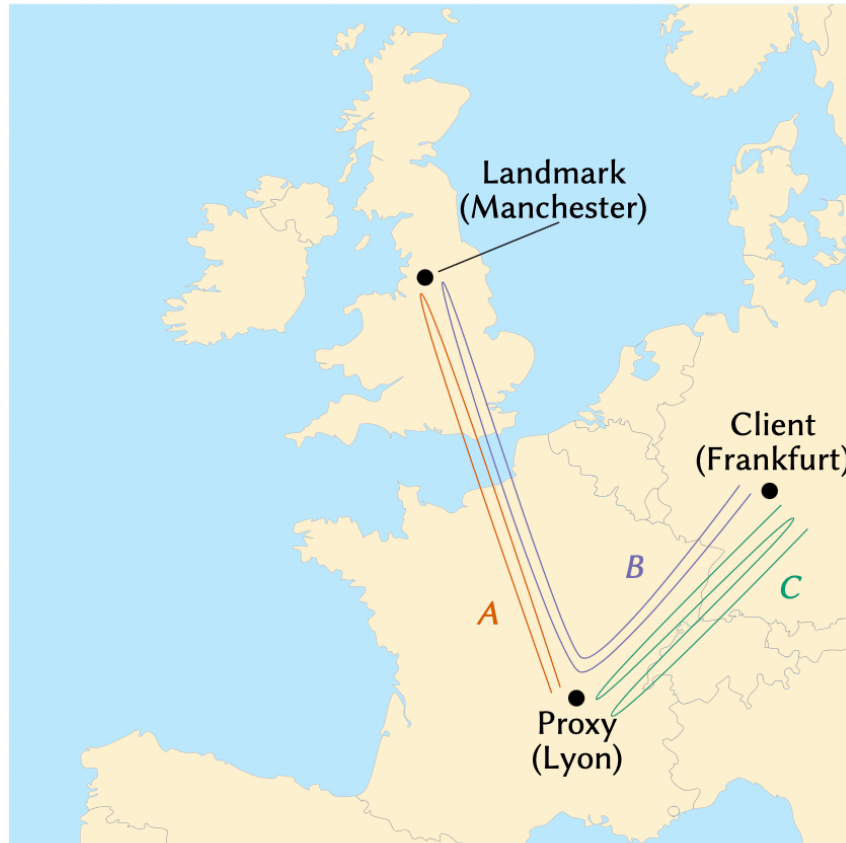 Landmark
(Manchester)
Client
(Frankfurt)
B
C
A
Proxy
(Lyon)